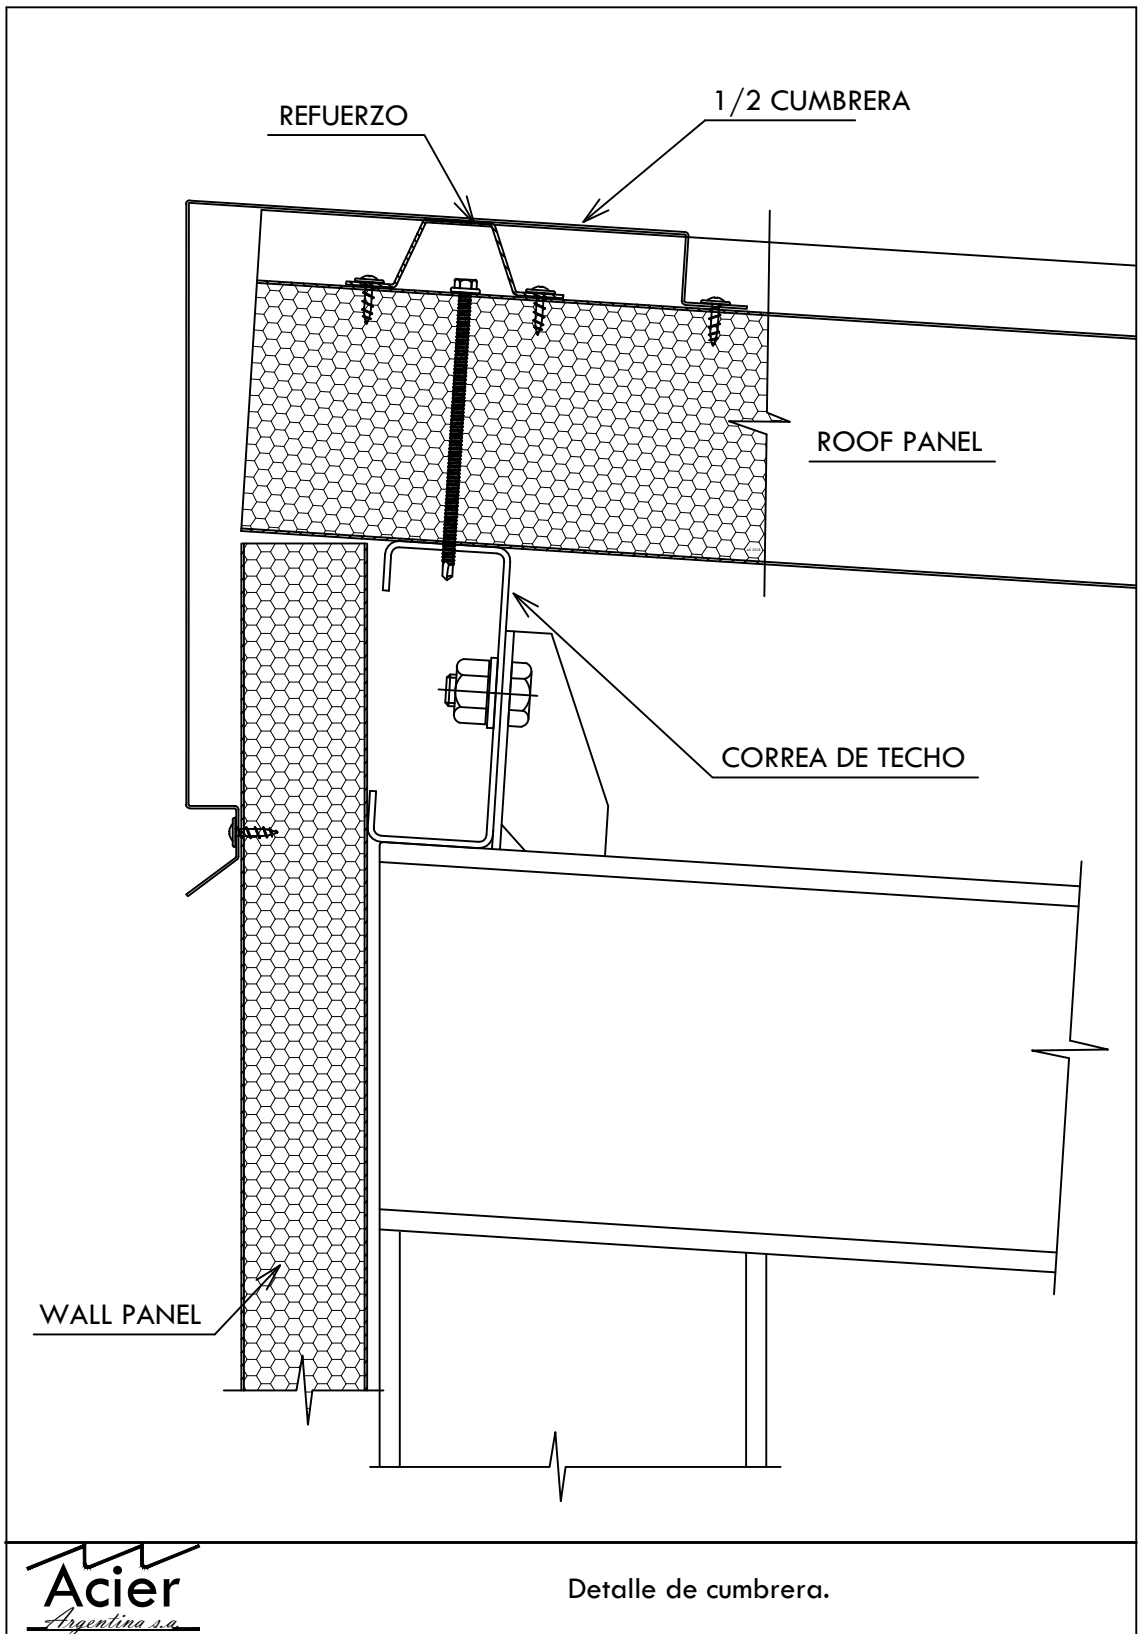 REFUERZO
1/2 CUMBRERA
ROOF PANEL
CORREA DE TECHO
WALL PANEL
Acier
Argentina s.a.
Detalle de cumbrera.